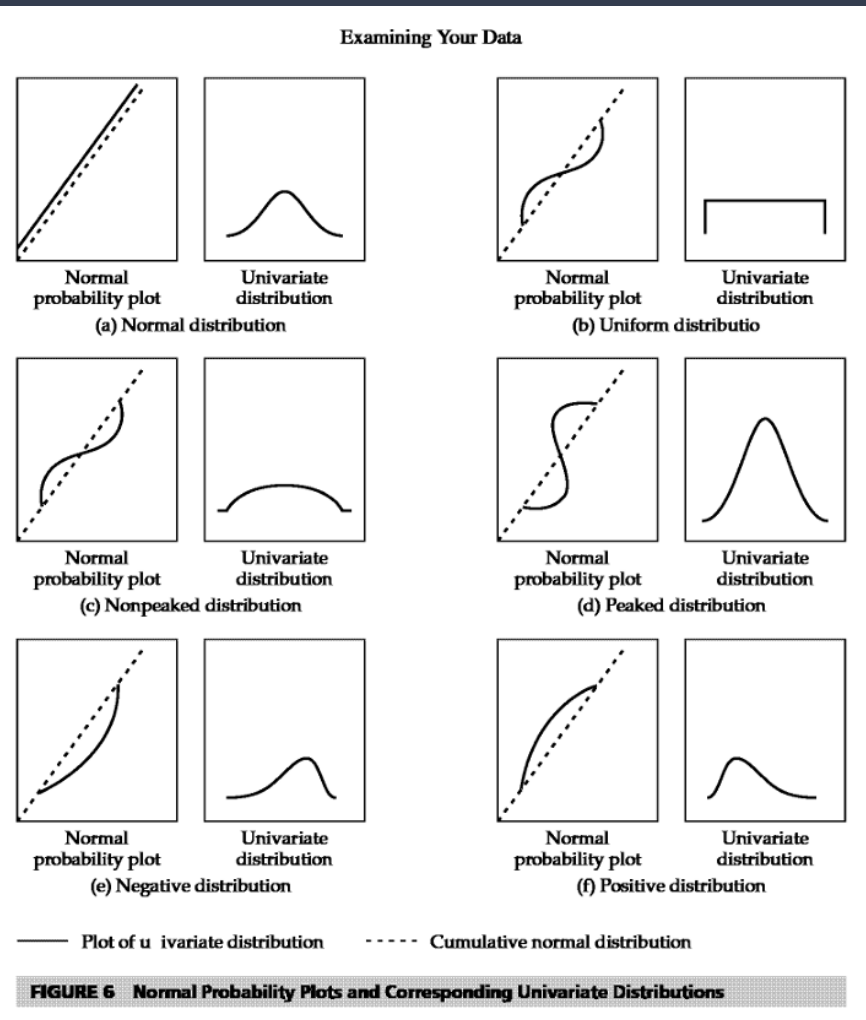 Examining Your Data
Normal
probability plot
Univariate
distribution
(a) Normal distribution
Normal
probability plot
Univariate
distribution
(b) Uniform distributio
Normal
probability plot
Univariate
distribution
(c) Nonpeaked distribution
Normal
probability plot
Univariate
distribution
(d) Peaked distribution
Normal
probability plot
Univariate
distribution
(e) Negative distribution
Normal
probability plot
Univariate
distribution
(f) Positive distribution
Plot of u ivariate distribution
Cumulative normal distribution
FIGURE 6 Normal Probability Plots and Corresponding Univariate Distributions